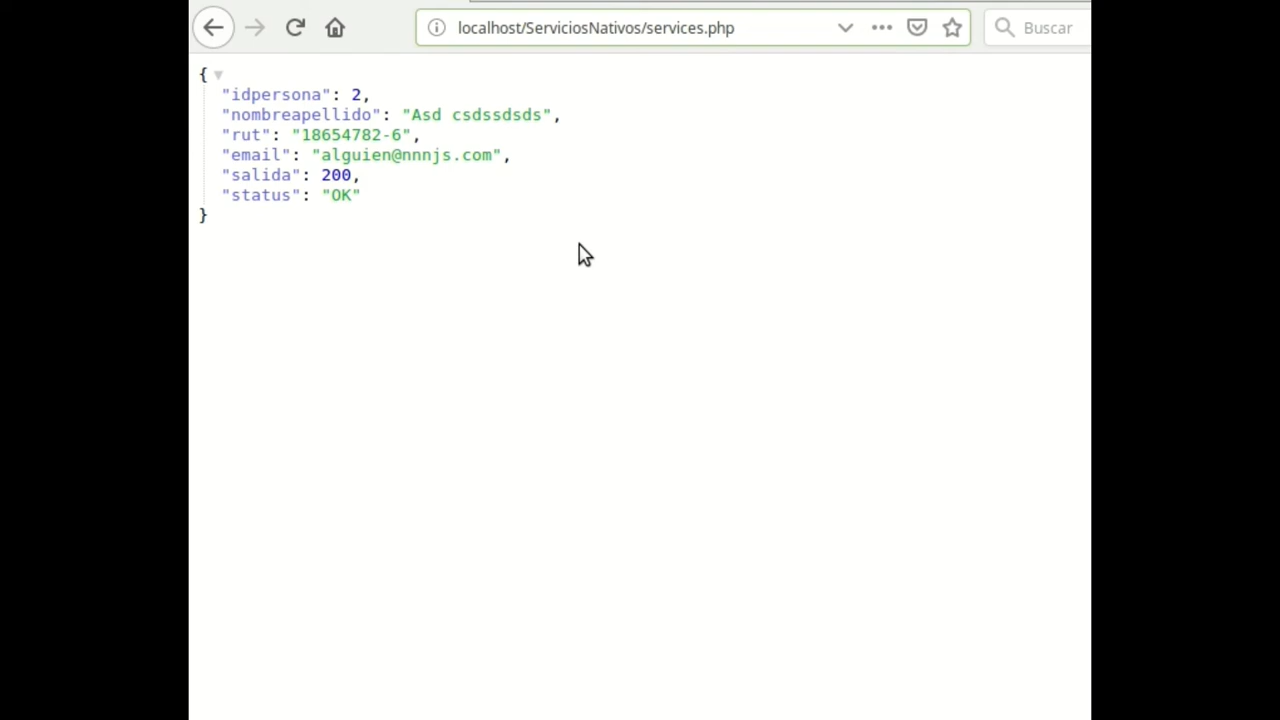 localhost/ServiciosNativos/services.php
Buscar
{
"idpersona": 2,
"nombreapellido": "Asd csdssdsds",
"rut": "18654782-6",
"email": "alguien@nnnjs.com",
"salida": 200,
"status": "OK"
}